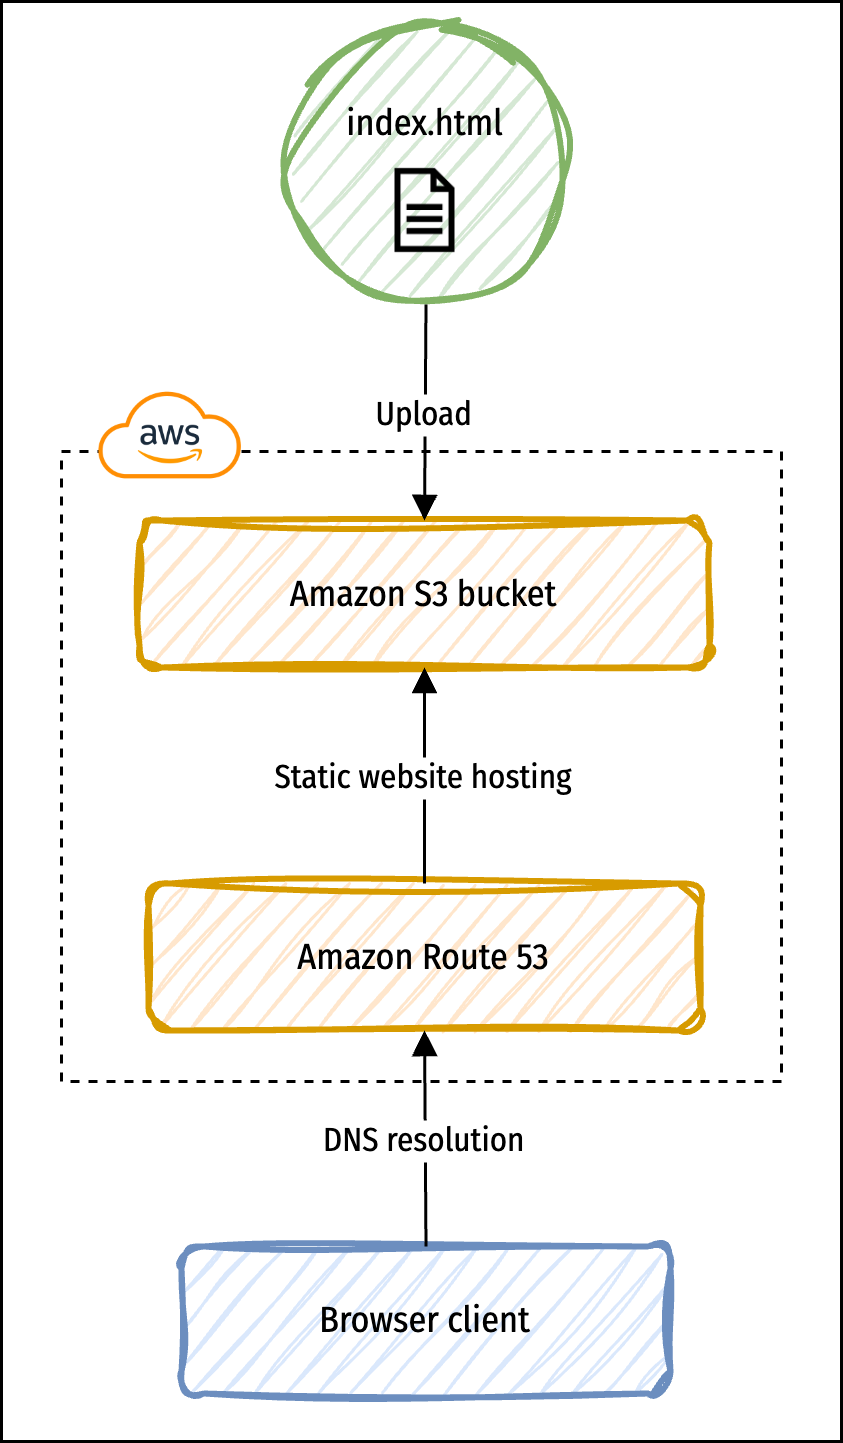 index.html
Upload
aws
Amazon S3 bucket
Static website hosting
Amazon Route 53
DNS resolution
Browser client